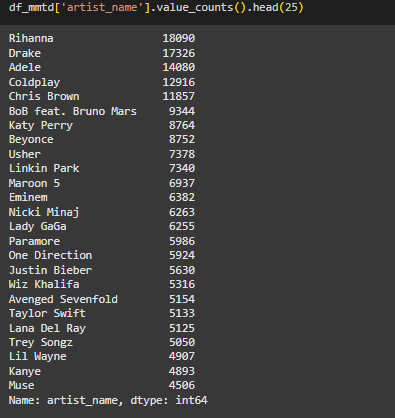 df_mmtd['artist_name'].value_counts().head(25)
Rihanna 18090
Drake 17326
Adele 14080
Coldplay 12916
Chris Brown 11857
BoB feat. Bruno Mars 9344
Katy Perry 8764
Beyonce 8752
Usher 7378
Linkin Park 7340
Maroon 5 6937
Eminem 6382
Nicki Minaj 6263
Lady GaGa 6255
Paramore 5986
One Direction 5924
Justin Bieber 5630
Wiz Khalifa 5316
Avenged Sevenfold 5154
Taylor Swift 5133
Lana Del Ray 5125
Trey Songz 5050
Lil Wayne 4907
Kanye 4893
Muse 4506
Name: artist_name, dtype: int64